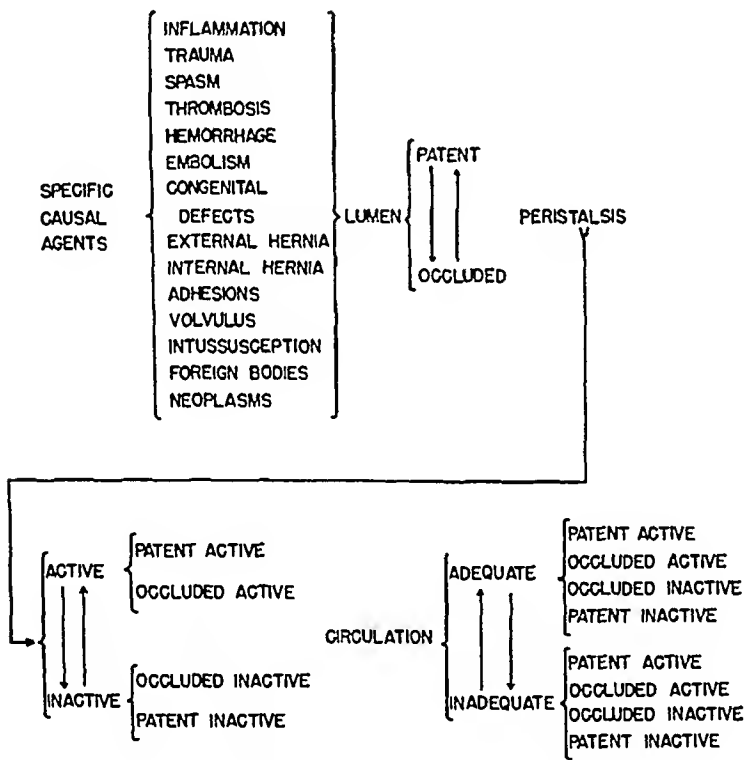 INFLAMMATION
TRAUMA
SPASM
THROMBOSIS
HEMORRHAGE
EMBOLISM
CONGENITAL
DEFECTS
EXTERNAL HERNIA
INTERNAL HERNIA
ADHESIONS
VOLVULUS
INTUSSUSCEPTION
FOREIGN BODIES
NEOPLASMS
SPECIFIC
CAUSAL
AGENTS
LUMEN
PATENT
OCCLUDED
PERISTALSIS
ACTIVE
PATENT ACTIVE
OCCLUDED ACTIVE
INACTIVE
OCCLUDED INACTIVE
PATENT INACTIVE
CIRCULATION
ADEQUATE
PATENT ACTIVE
OCCLUDED ACTIVE
OCCLUDED INACTIVE
PATENT INACTIVE
INADEQUATE
PATENT ACTIVE
OCCLUDED ACTIVE
OCCLUDED INACTIVE
PATENT INACTIVE